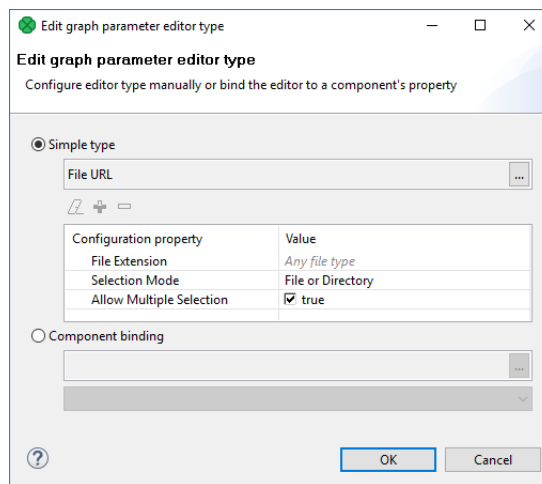 Edit graph parameter editor type
Edit graph parameter editor type
Configure editor type manually or bind the editor to a component's property
Simple type
File URL
...
Configuration property Value
File Extension Any file type
Selection Mode File or Directory
Allow Multiple Selection true
Component binding
...
?
OK Cancel